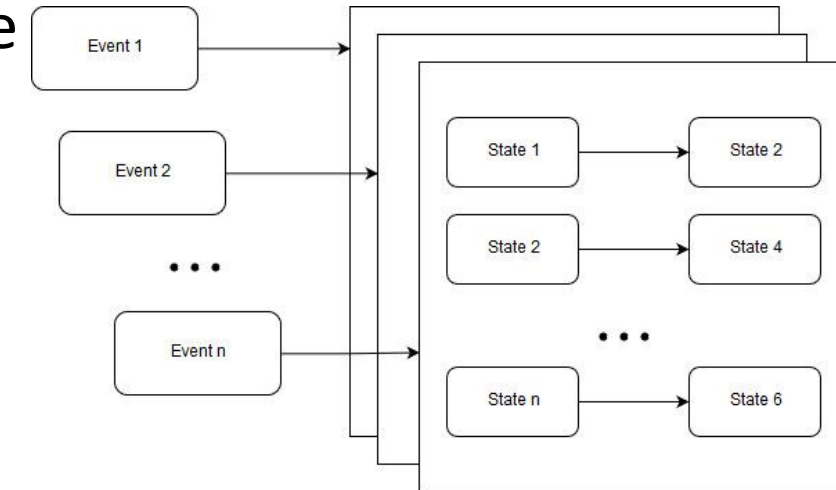 e
Event 1
Event 2
• • •
Event n
State 1
State 2
State 2
State 4
• • •
State n
State 6